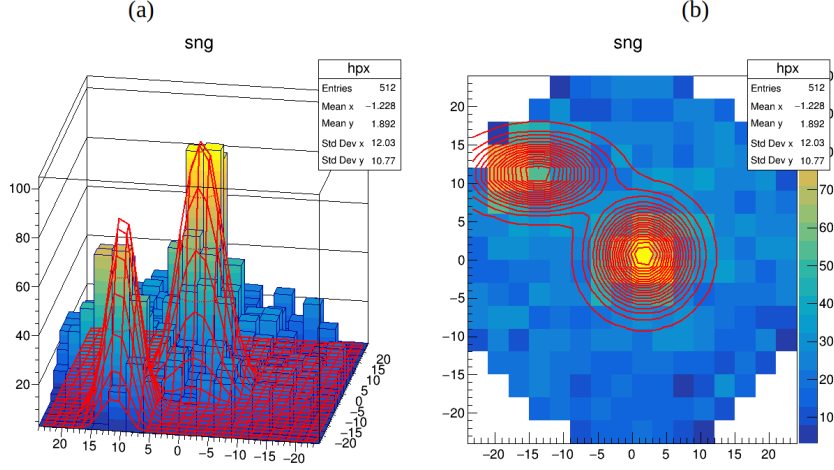 (a)
sng
hpx
Entries 512
Mean x −1.228
Mean y 1.892
Std Dev x 12.03
Std Dev y 10.77
100
80
60
40
20
20 15 10 5 0 −5 −10 −15 −20
20
15
10
5
0
−5
−10
−15
−20
(b)
sng
hpx
Entries 512
Mean x −1.228
Mean y 1.892
Std Dev x 12.03
Std Dev y 10.77
20
15
10
5
0
−5
−10
−15
−20
−20 −15 −10 −5 0 5 10 15 20
70
60
50
40
30
20
10